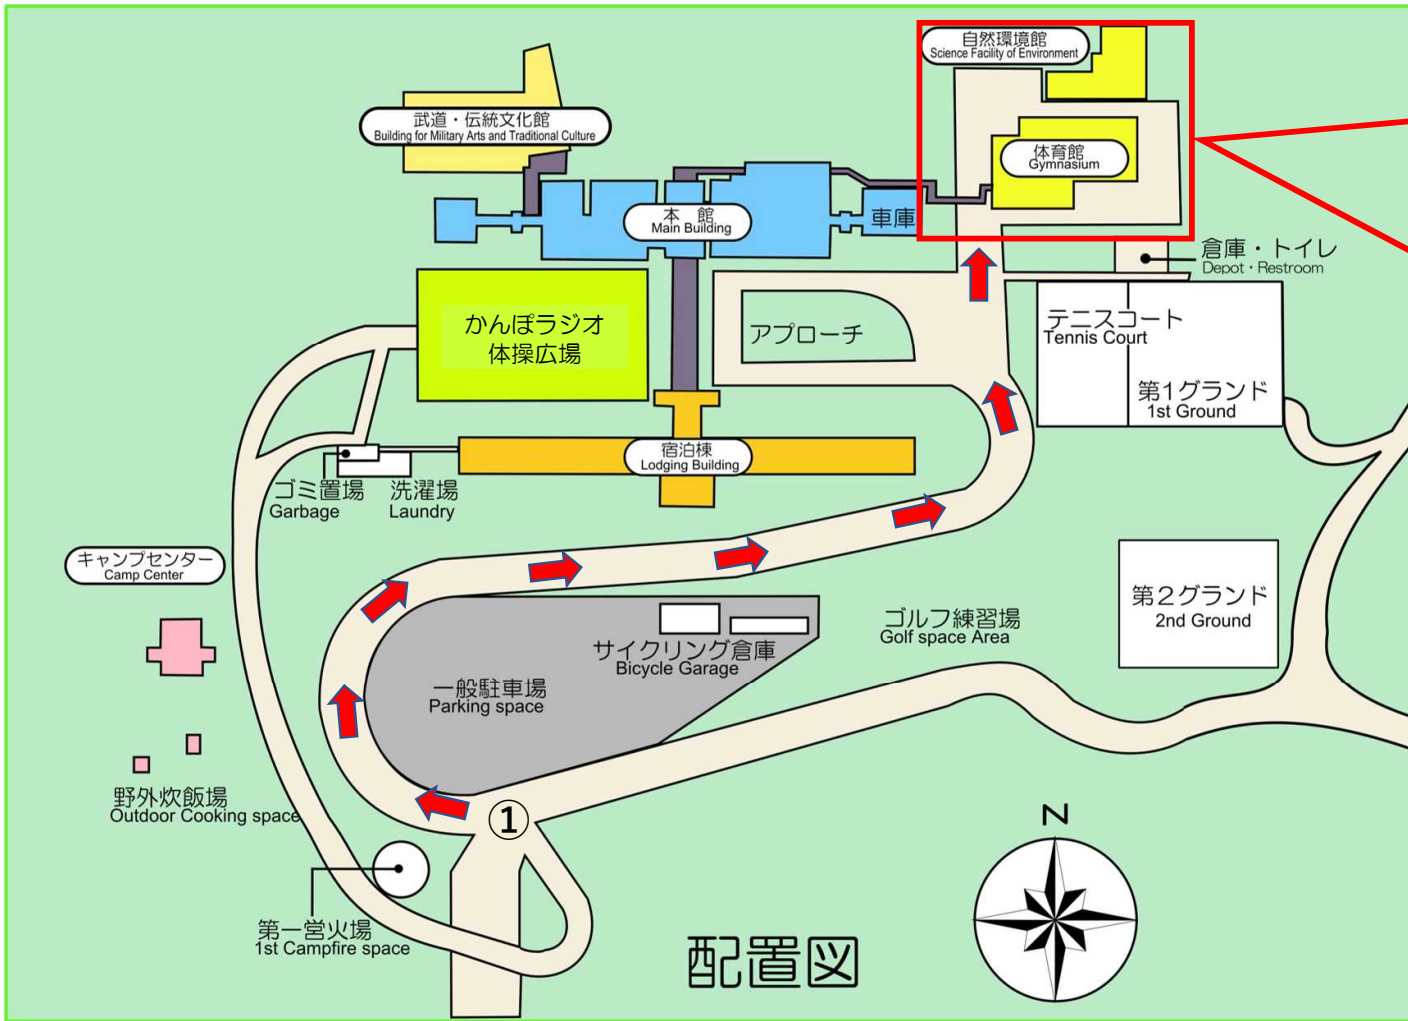 自然環境館
Science Facility of Environment
武道・伝統文化館
Building for Military Arts and Traditional Culture
体育館
Gymnasium
本 館
Main Building
車庫
倉庫・トイレ
Depot・Restroom
かんぽラジオ
体操広場
アプローチ
テニスコート
Tennis Court
第1グランド
1st Ground
宿泊棟
Lodging Building
ゴミ置場
Garbage
洗濯場
Laundry
キャンプセンター
Camp Center
第2グランド
2nd Ground
ゴルフ練習場
Golf space Area
サイクリング倉庫
Bicycle Garage
一般駐車場
Parking space
野外炊飯場
Outdoor Cooking space
①
N
第一営火場
1st Campfire space
配置図